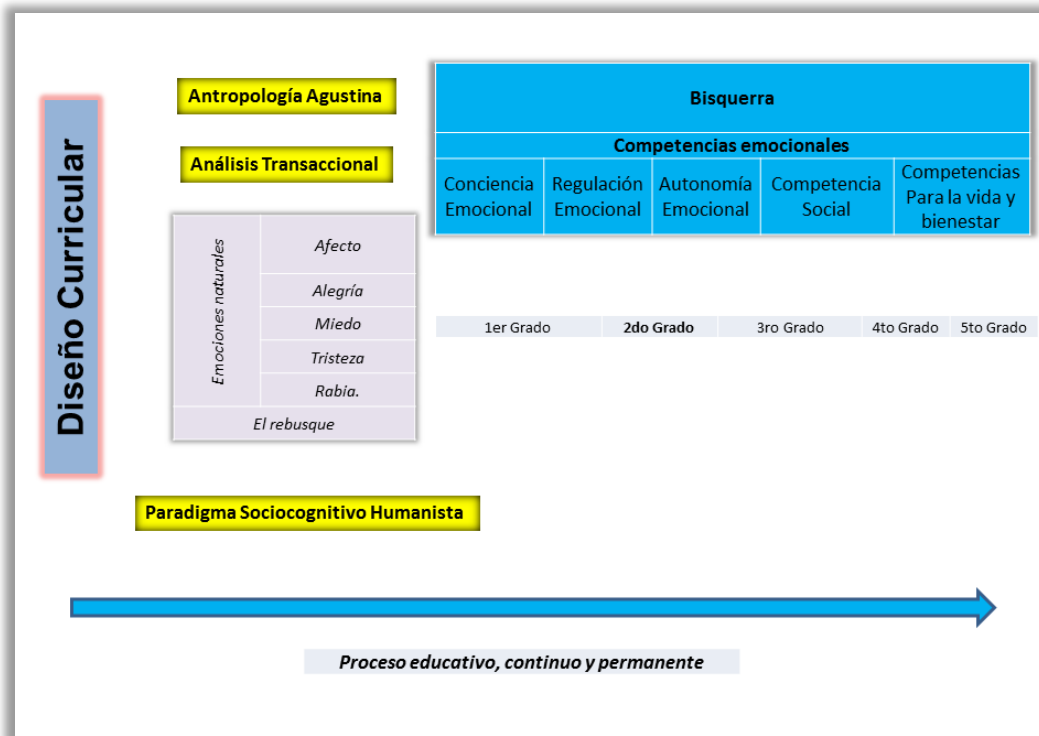 Diseño Curricular
Antropología Agustina
Análisis Transaccional
Emociones naturales
Afecto
Alegría
Miedo
Tristeza
Rabia.
El rebusque
Bisquerra
Competencias emocionales
Conciencia
Emocional
Regulación
Emocional
Autonomía
Emocional
Competencia
Social
Competencias
Para la vida y
bienestar
1er Grado
2do Grado
3ro Grado
4to Grado
5to Grado
Paradigma Sociocognitivo Humanista
Proceso educativo, continuo y permanente